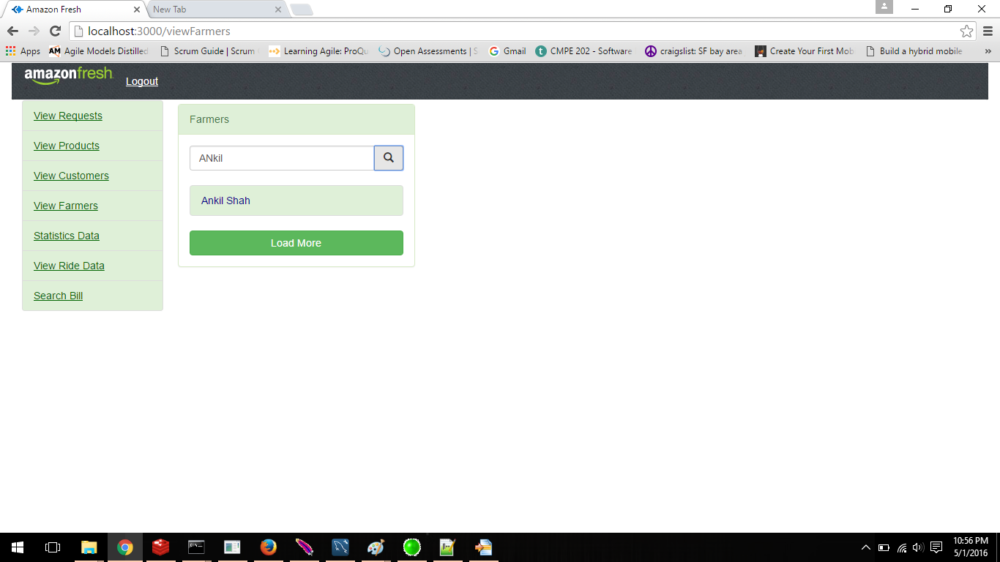 Amazon Fresh
New Tab
localhost:3000/viewFarmers
Apps
Agile Models Distilled
Scrum Guide | Scrum
Learning Agile: ProQu
Open Assessments | S
Gmail
CMPE 202 - Software
craigslist: SF bay area
Create Your First Mob
Build a hybrid mobile
»
amazonfresh
Logout
View Requests
View Products
View Customers
View Farmers
Statistics Data
View Ride Data
Search Bill
Farmers
ANkil
Ankil Shah
Load More
10:56 PM
5/1/2016